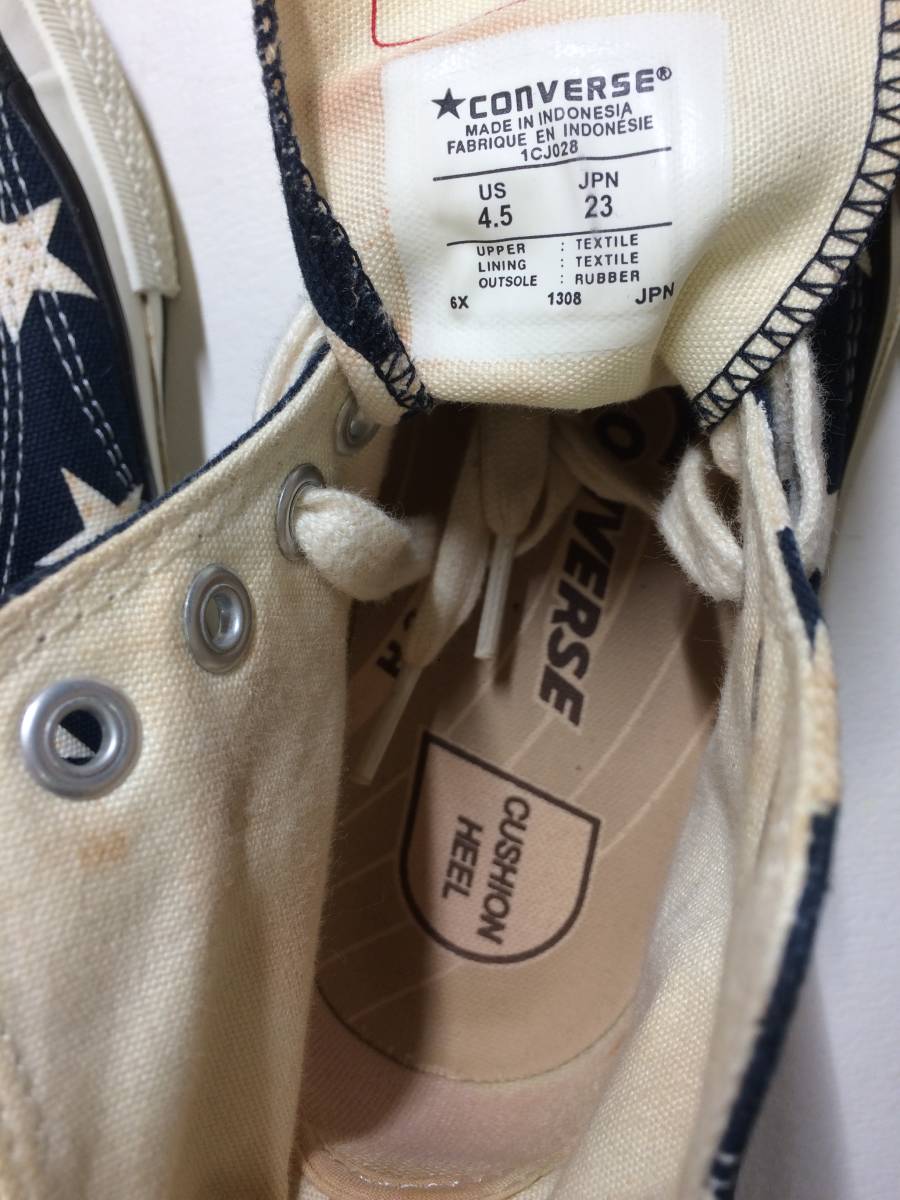 ★CONVERSE®
MADE IN INDONESIA
FABRIQUE EN INDONÉSIE
1CJ028
US JPN
4.5 23
UPPER : TEXTILE
LINING : TEXTILE
OUTSOLE : RUBBER
6X 1308 JPN
VERSE
CUSHION
HEEL